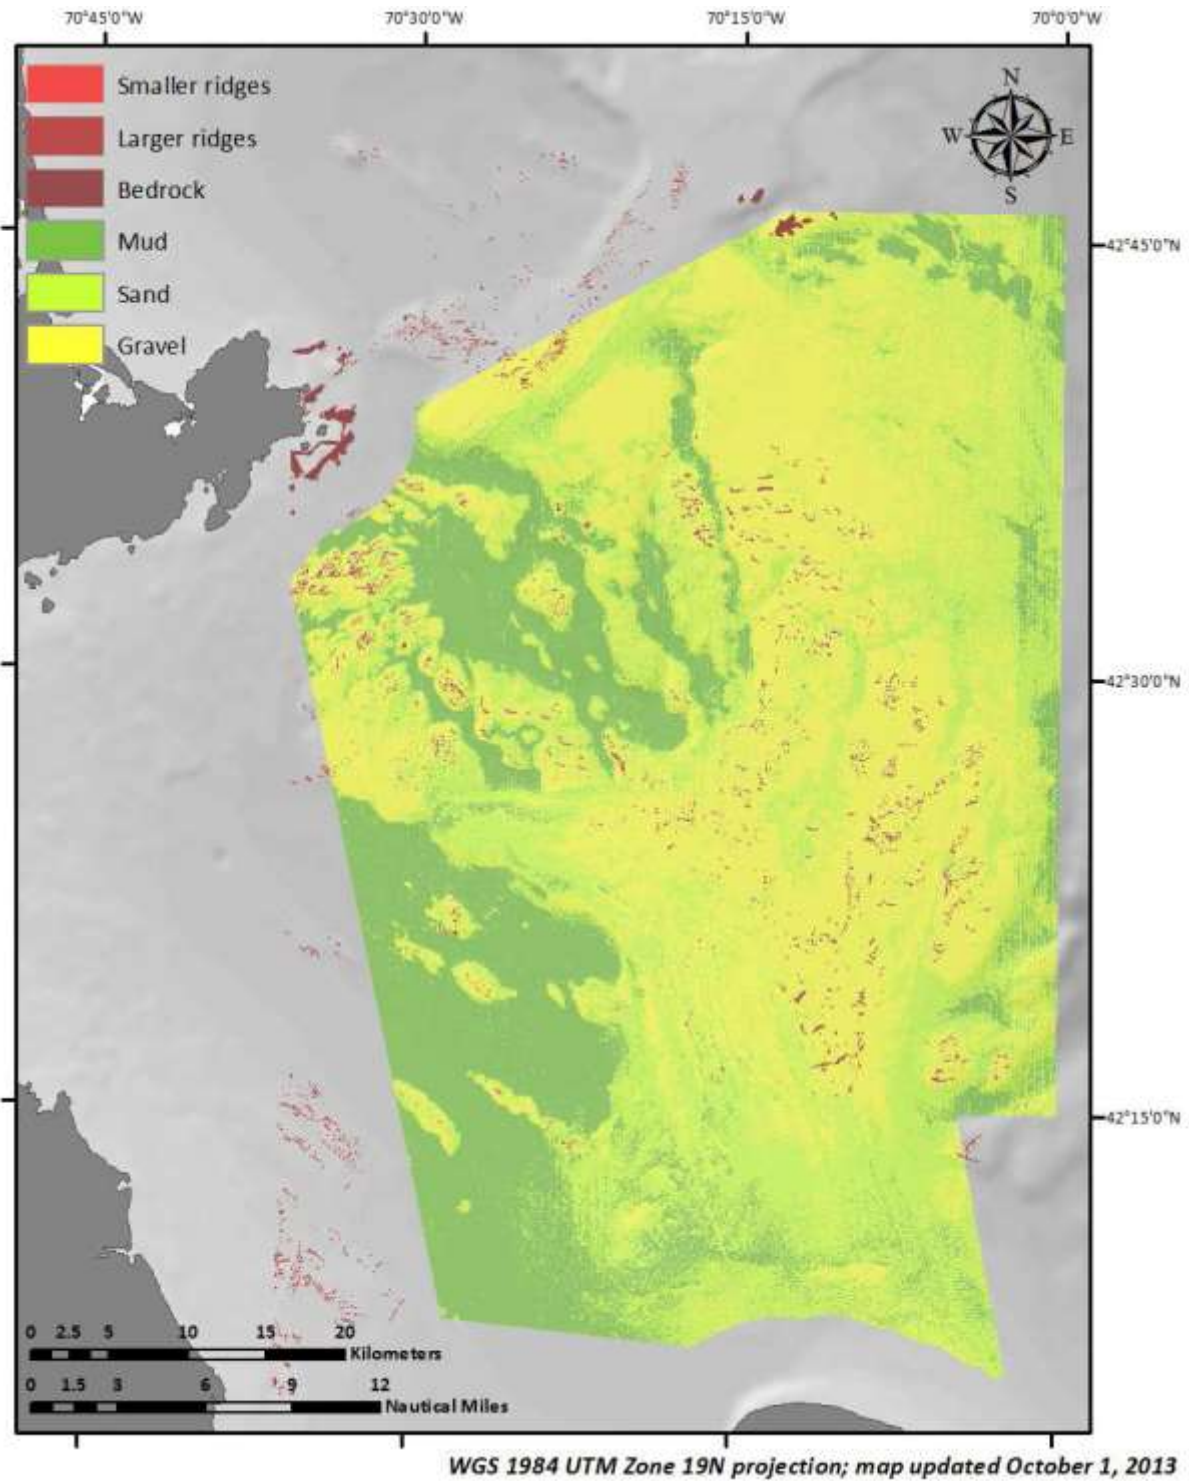 70°45'0"W 70°30'0"W 70°15'0"W 70°0'0"W
Smaller ridges
Larger ridges
Bedrock
Mud
Sand
Gravel
N
W E
S
42°45'0"N
42°30'0"N
42°15'0"N
0 2.5 5 10 15 20
Kilometers
0 1.5 3 6 9 12
Nautical Miles
WGS 1984 UTM Zone 19N projection; map updated October 1, 2013